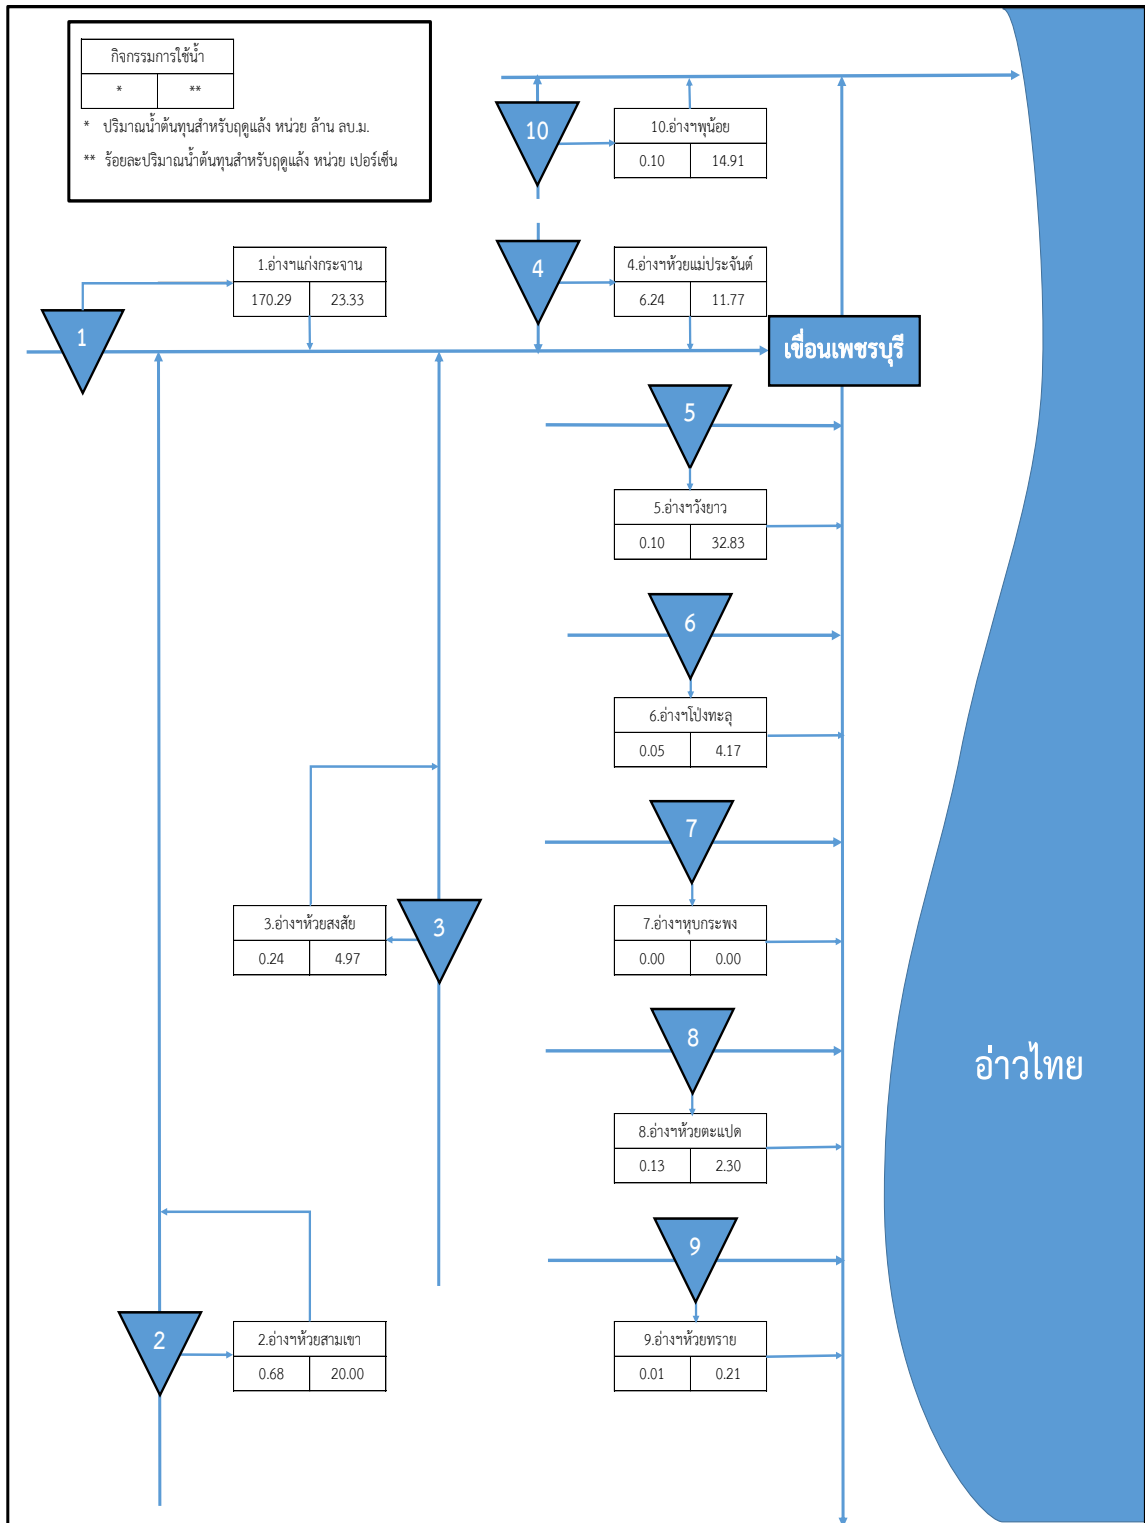 กิจกรรมการใช้น้ำ
* **
* ปริมาณน้ำต้นทุนสำหรับฤดูแล้ง หน่วย ล้าน ลบ.ม.
** ร้อยละปริมาณน้ำต้นทุนสำหรับฤดูแล้ง หน่วย เปอร์เซ็น
10
10.อ่างฯพุน้อย
0.10 14.91
1
1.อ่างฯแก่งกระจาน
170.29 23.33
4
4.อ่างฯห้วยแม่ประจันต์
6.24 11.77
เขื่อนเพชรบุรี
5
5.อ่างฯวังยาว
0.10 32.83
6
6.อ่างฯโป่งทะลุ
0.05 4.17
7
7.อ่างฯหุบกระพง
0.00 0.00
3
3.อ่างฯห้วยสงสัย
0.24 4.97
8
8.อ่างฯห้วยตะแปด
0.13 2.30
อ่าวไทย
9
9.อ่างฯห้วยทราย
0.01 0.21
2
2.อ่างฯห้วยสามเขา
0.68 20.00